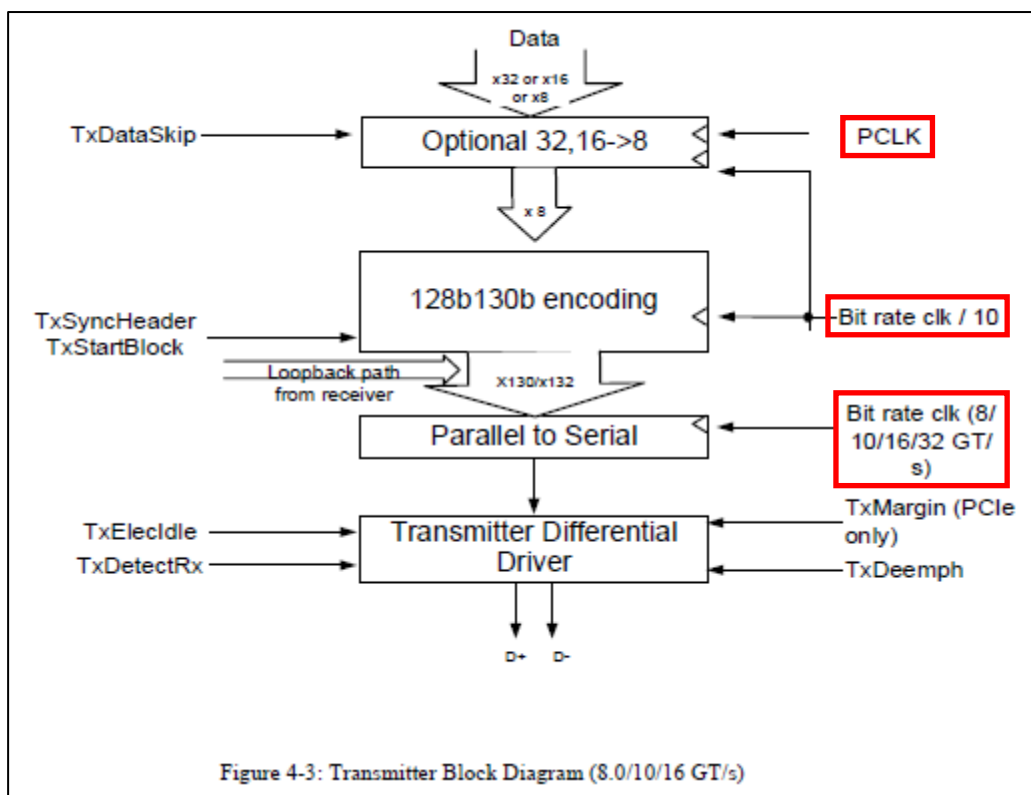 Data
x32 or x16
or x8
TxDataSkip
Optional 32,16->8
PCLK
x 8
128b130b encoding
TxSyncHeader
TxStartBlock
Bit rate clk / 10
Loopback path
from receiver
X130/x132
Parallel to Serial
Bit rate clk (8/
10/16/32 GT/
s)
TxElecIdle
TxDetectRx
Transmitter Differential
Driver
TxMargin (PCIe
only)
TxDeemph
D+ D-
Figure 4-3: Transmitter Block Diagram (8.0/10/16 GT/s)